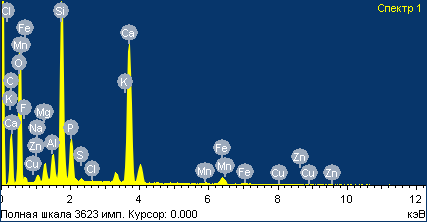 Спектр 1
Cl Si
Fe Ca
Mn
O
C K
F
K Mg
Na P
Ca Zn Al Fe
S Zn
Cu Cl Mn Mn Fe Cu Zn
0 2 4 6 8 10 12
Полная шкала 3623 имп. Курсор: 0.000 кэВ